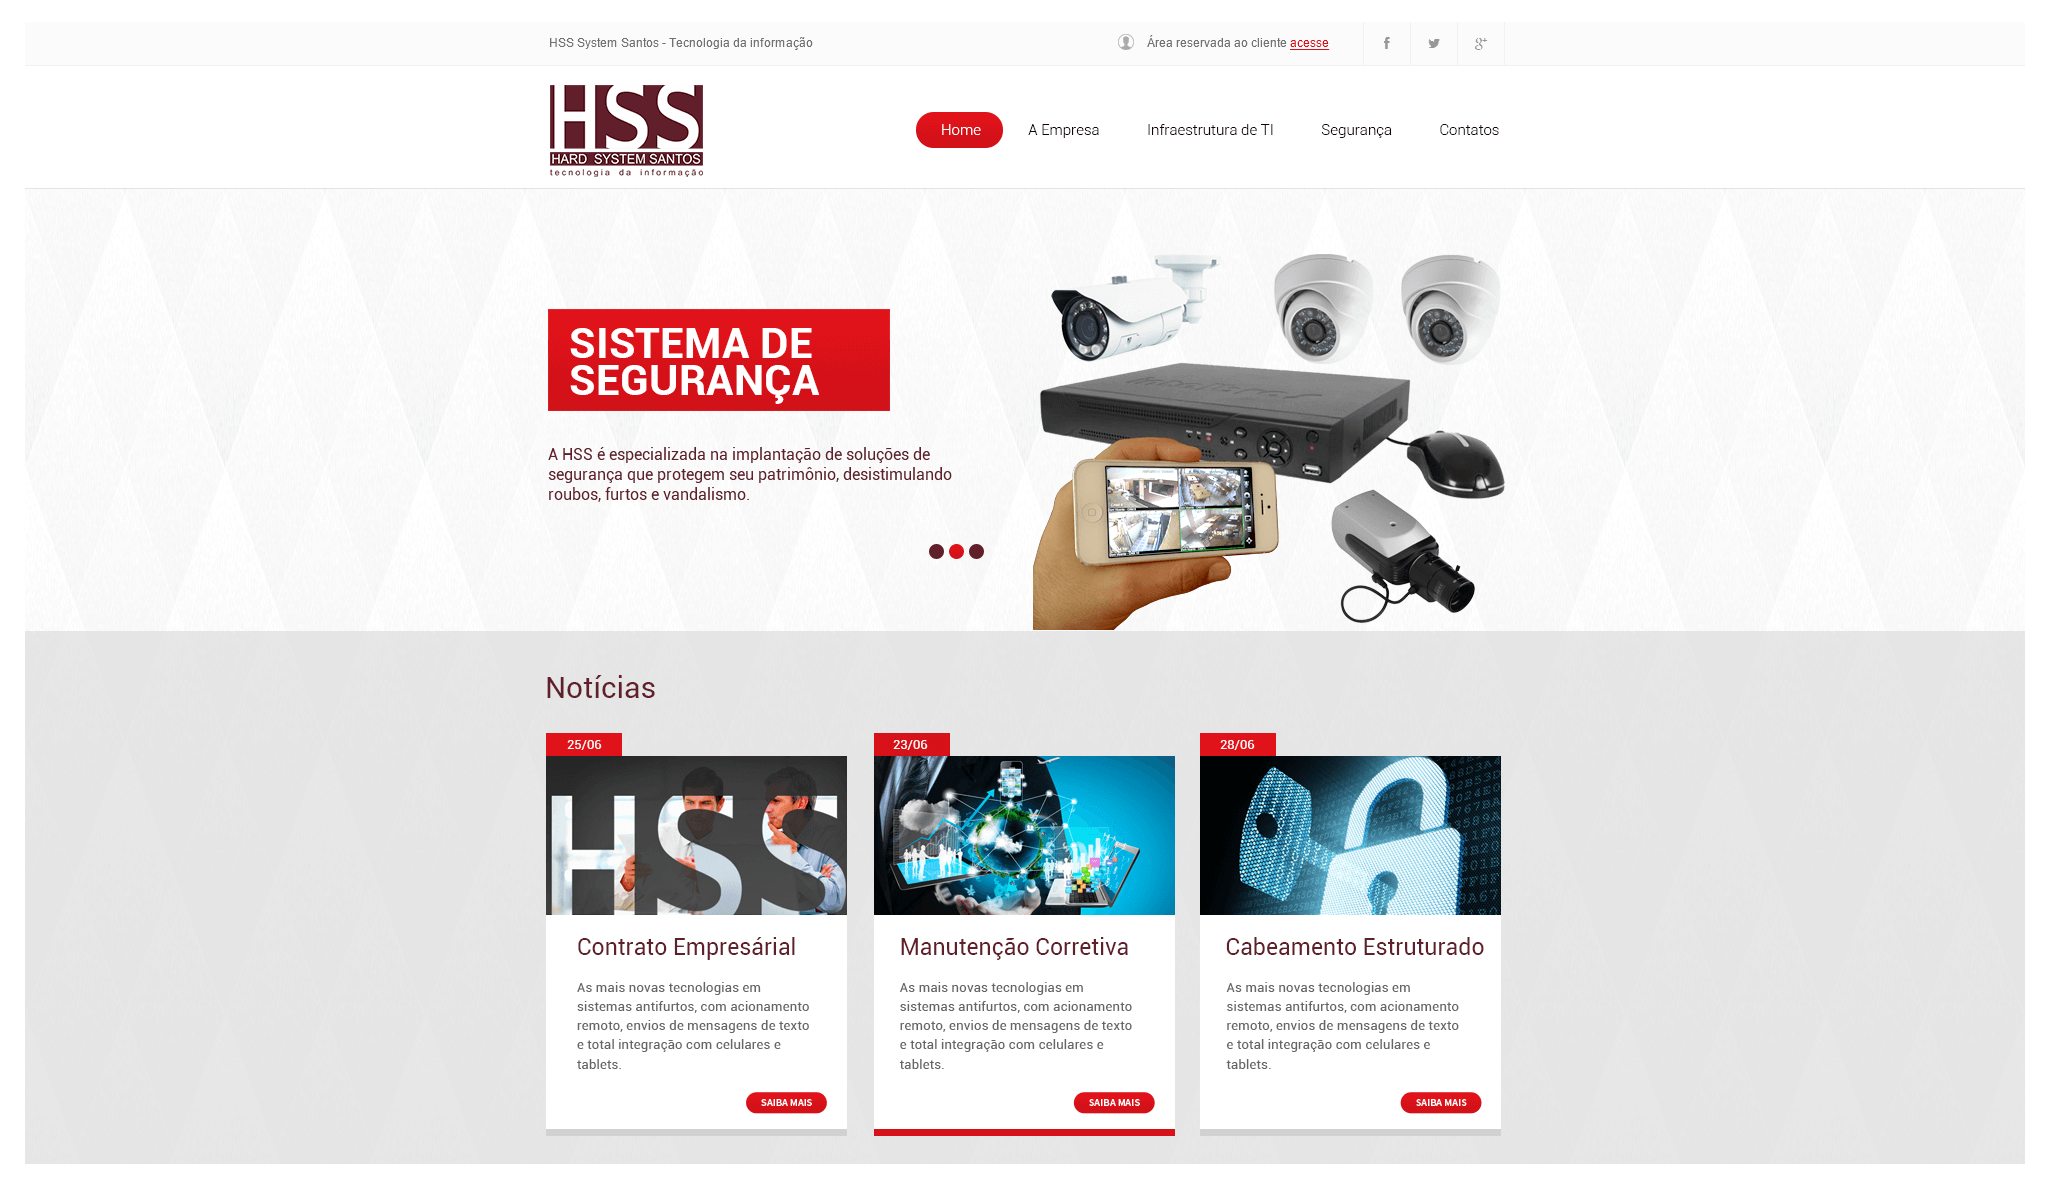 HSS System Santos - Tecnologia da informação
Área reservada ao cliente acesse
HSS
HARD SYSTEM SANTOS
tecnologia da informação
Home
A Empresa
Infraestrutura de TI
Segurança
Contatos
SISTEMA DE
SEGURANÇA
A HSS é especializada na implantação de soluções de
segurança que protegem seu patrimônio, desistimulando
roubos, furtos e vandalismo.
Notícias
25/06
HSS
Contrato Empresárial
As mais novas tecnologias em
sistemas antifurtos, com acionamento
remoto, envios de mensagens de texto
e total integração com celulares e
tablets.
SAIBA MAIS
23/06
Manutenção Corretiva
As mais novas tecnologias em
sistemas antifurtos, com acionamento
remoto, envios de mensagens de texto
e total integração com celulares e
tablets.
SAIBA MAIS
28/06
Cabeamento Estruturado
As mais novas tecnologias em
sistemas antifurtos, com acionamento
remoto, envios de mensagens de texto
e total integração com celulares e
tablets.
SAIBA MAIS